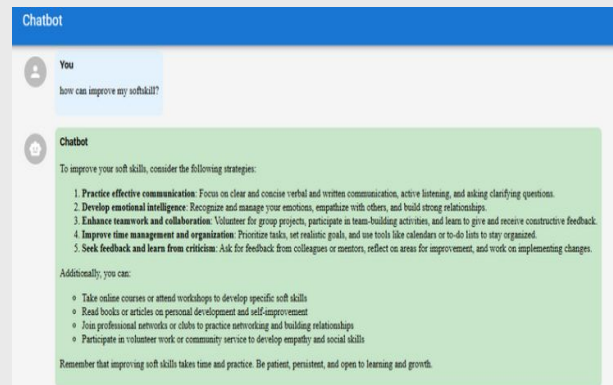 Chatbot
You
how can improve my softskill?
Chatbot
To improve your soft skills, consider the following strategies:
1. Practice effective communication: Focus on clear and concise verbal and written communication, active listening, and asking clarifying questions.
2. Develop emotional intelligence: Recognize and manage your emotions, empathize with others, and build strong relationships.
3. Enhance teamwork and collaboration: Volunteer for group projects, participate in team-building activities, and learn to give and receive constructive feedback.
4. Improve time management and organization: Prioritize tasks, set realistic goals, and use tools like calendars or to-do lists to stay organized.
5. Seek feedback and learn from criticism: Ask for feedback from colleagues or mentors, reflect on areas for improvement, and work on implementing changes.
Additionally, you can:
Take online courses or attend workshops to develop specific soft skills
Read books or articles on personal development and self-improvement
Join professional networks or clubs to practice networking and building relationships
Participate in volunteer work or community service to develop empathy and social skills
Remember that improving soft skills takes time and practice. Be patient, persistent, and open to learning and growth.